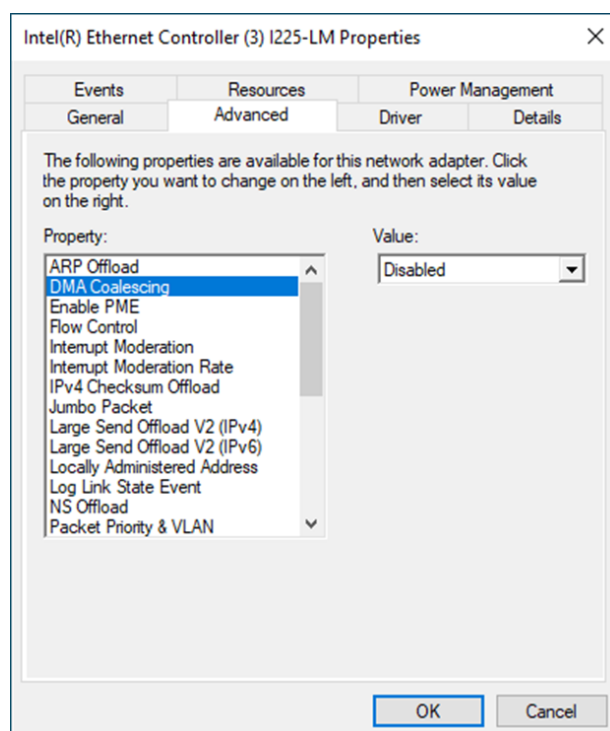 Intel(R) Ethernet Controller (3) I225-LM Properties
Events Resources Power Management
General Advanced Driver Details
The following properties are available for this network adapter. Click
the property you want to change on the left, and then select its value
on the right.
Property: Value:
ARP Offload Disabled
DMA Coalescing
Enable PME
Flow Control
Interrupt Moderation
Interrupt Moderation Rate
IPv4 Checksum Offload
Jumbo Packet
Large Send Offload V2 (IPv4)
Large Send Offload V2 (IPv6)
Locally Administered Address
Log Link State Event
NS Offload
Packet Priority & VLAN
OK Cancel